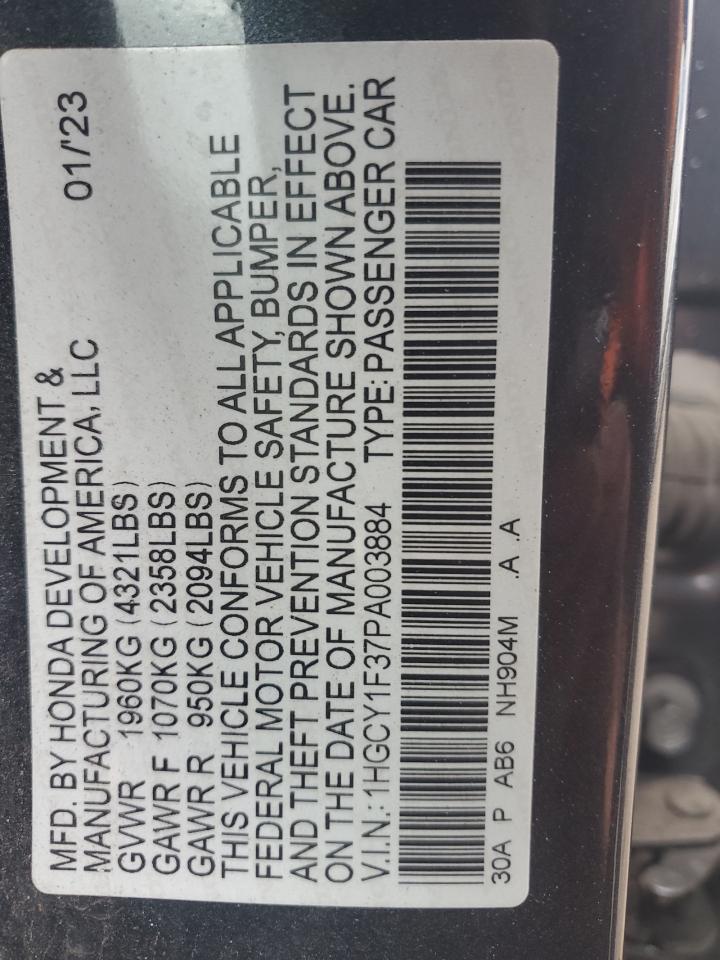 MFD. BY HONDA DEVELOPMENT &
MANUFACTURING OF AMERICA, LLC 01/'23
GVWR 1960KG (4321LBS)
GAWR F 1070KG (2358LBS)
GAWR R 950KG (2094LBS)
THIS VEHICLE CONFORMS TO ALL APPLICABLE
FEDERAL MOTOR VEHICLE SAFETY, BUMPER,
AND THEFT PREVENTION STANDARDS IN EFFECT
ON THE DATE OF MANUFACTURE SHOWN ABOVE.
V.I.N.: 1HGCY1F37PA003884 TYPE: PASSENGER CAR
30A P AB6 NH904M .A A